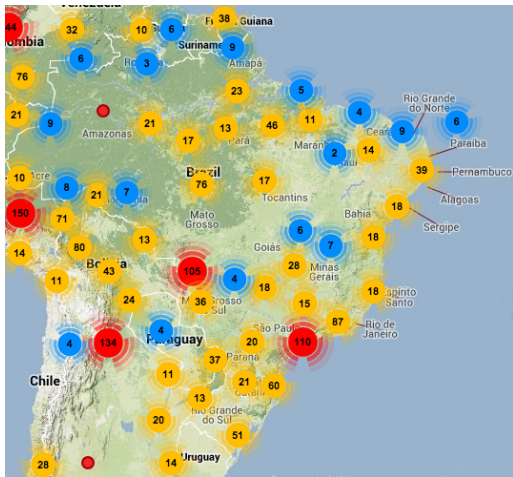 Venezuela
44
32
10
6
38
French Guiana
ombia
Suriname
9
6
3
Amapá
76
23
5
21
9
Amazonas
21
17
13
Pará
46
11
4
Rio Grande
do Norte
9
6
Maranh
2
14
Ceará
Paraiba
10
Acre
8
21
7
Brazil
76
17
Tocantins
39
Pernambuco
Alagoas
150
71
Mato
Grosso
Bahia
18
Sergipe
14
80
13
Goiás
6
7
18
Bolivia
43
105
4
28
Minas
Gerais
11
24
36
Mato Grosso
do Sul
18
15
18
Espírito
Santo
4
134
4
Paraguay
20
São Paulo
110
87
Rio de
Janeiro
Chile
11
37
Paraná
13
21
60
20
Rio Grande
do Sul
51
28
14
Uruguay